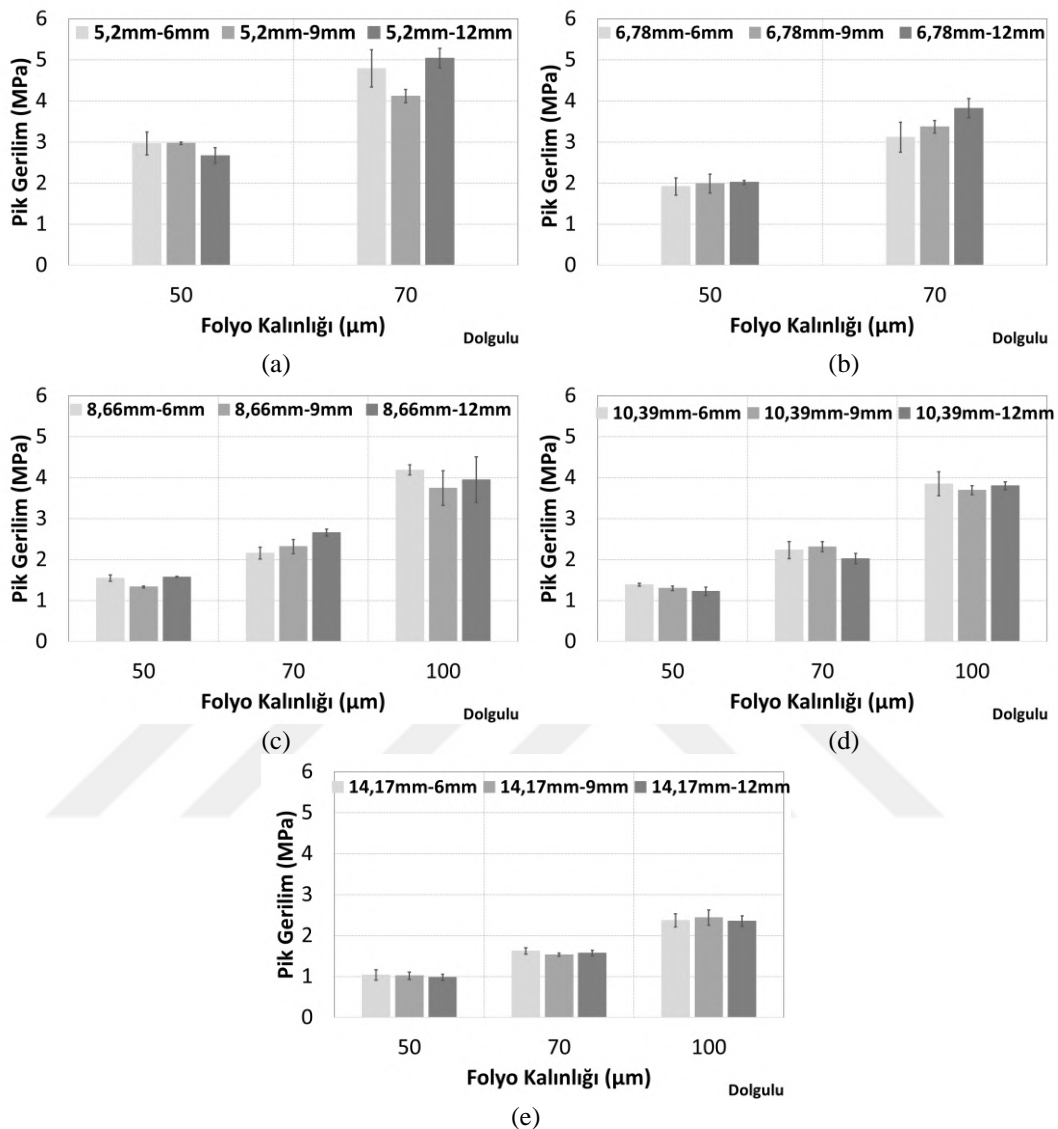 6
5,2mm-6mm 5,2mm-9mm 5,2mm-12mm
5
4
3
2
1
0
Pik Gerilim (MPa)
50 70
Folyo Kalınlığı (µm)
Dolgulu
(a)
6
6,78mm-6mm 6,78mm-9mm 6,78mm-12mm
5
4
3
2
1
0
Pik Gerlim (MPa)
50 70
Folyo Kalınlığı (µm)
Dolgulu
(b)
6
8,66mm-6mm 8,66mm-9mm 8,66mm-12mm
5
4
3
2
1
0
Pik Gerilim (MPa)
50 70 100
Folyo Kalınlığı (µm)
Dolgulu
(c)
6
10,39mm-6mm 10,39mm-9mm 10,39mm-12mm
5
4
3
2
1
0
Pik Gerilim (MPa)
50 70 100
Folyo Kalınlığı (µm)
Dolgulu
(d)
6
14,17mm-6mm 14,17mm-9mm 14,17mm-12mm
5
4
3
2
1
0
Pik Gerilim (MPa)
50 70 100
Folyo Kalınlığı (µm)
Dolgulu
(e)